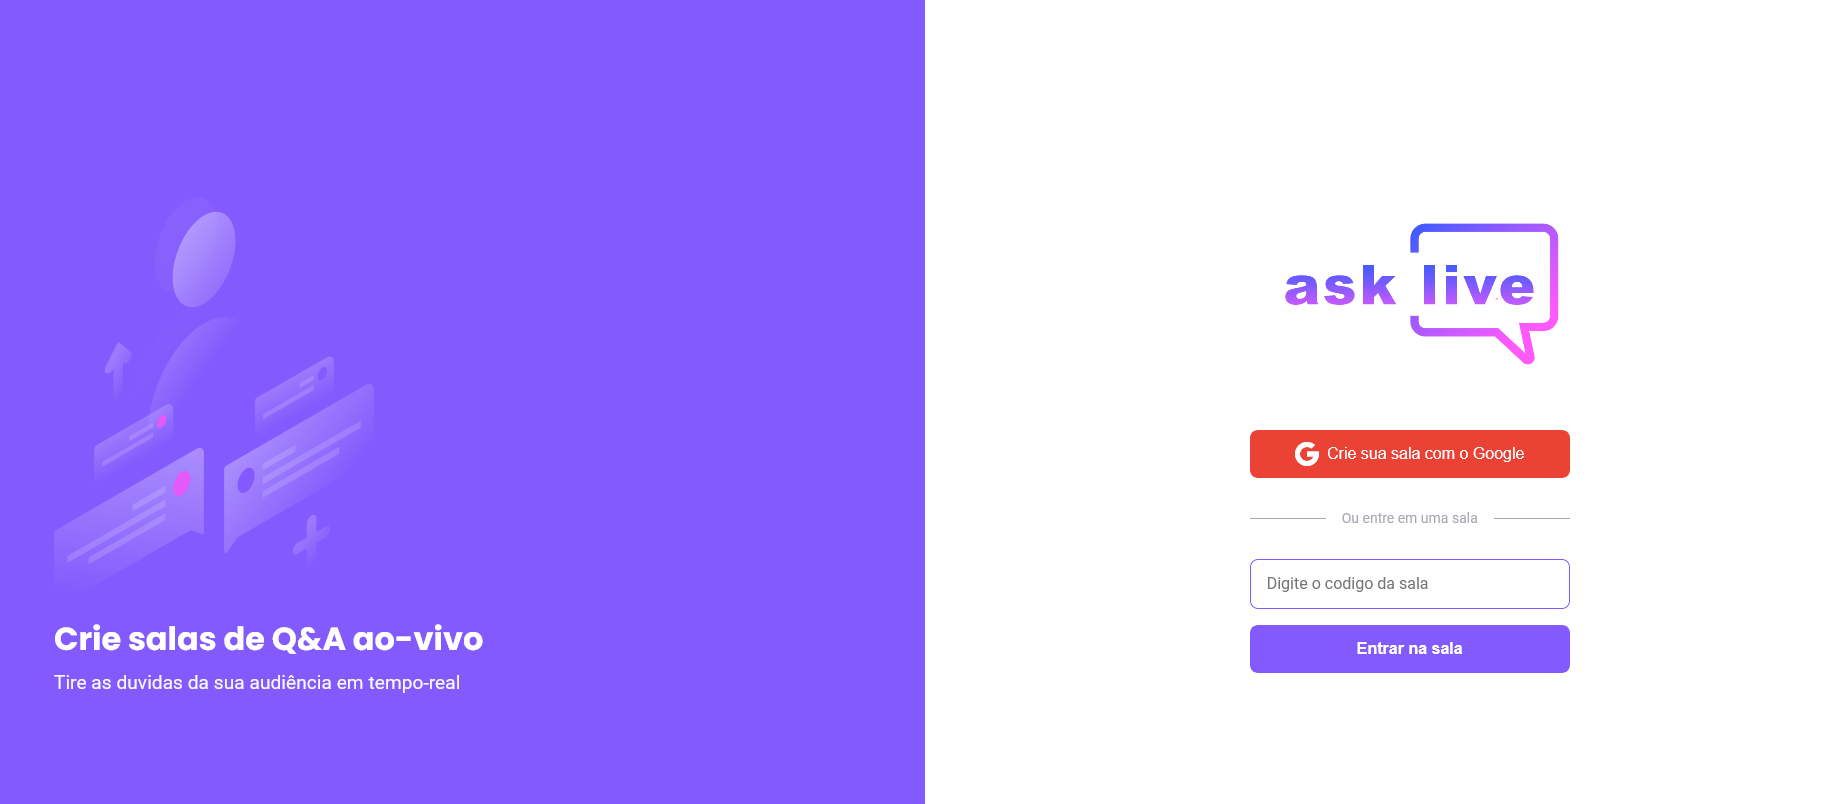 Crie salas de Q&A ao-vivo
Tire as duvidas da sua audiência em tempo-real
ask live
Crie sua sala com o Google
Ou entre em uma sala
Digite o codigo da sala
Entrar na sala